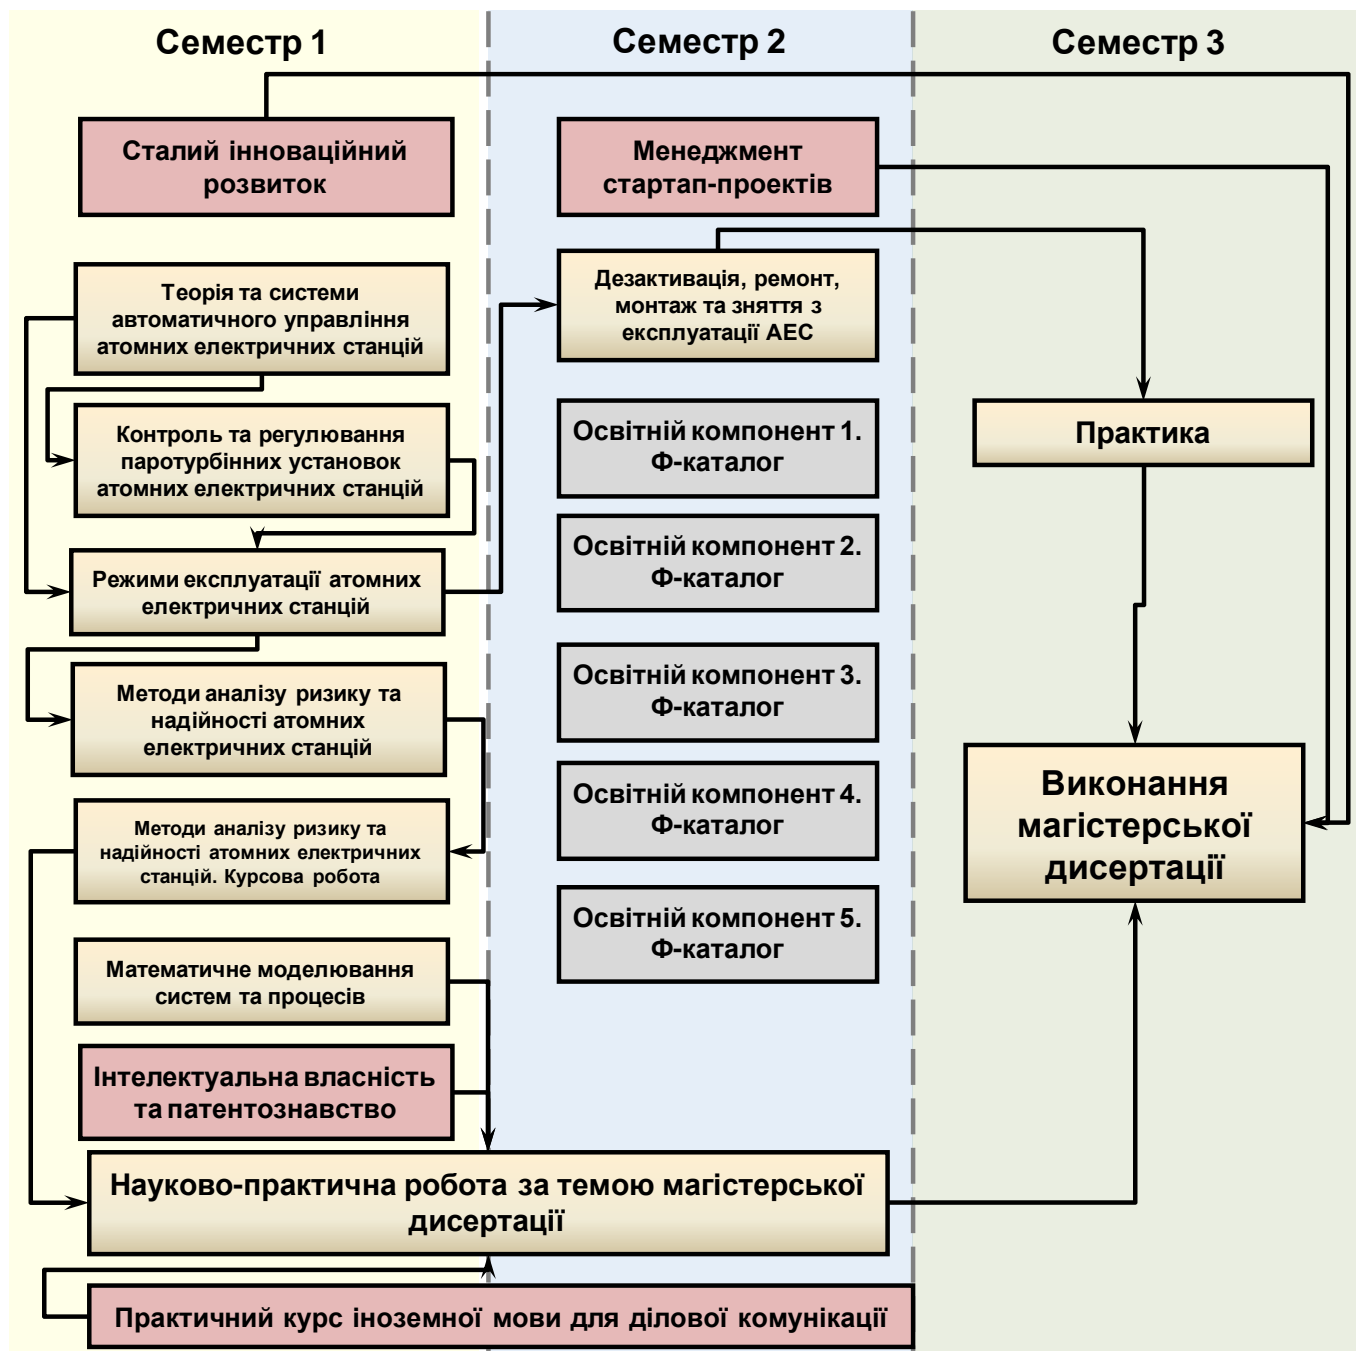 Семестр 1
Семестр 2
Семестр 3
Сталий інноваційний
розвиток
Менеджмент
стартап-проектів
Теорія та системи
автоматичного управління
атомних електричних станцій
Дезактивація, ремонт,
монтаж та зняття з
експлуатації АЕС
Контроль та регулювання
паротурбінних установок
атомних електричних станцій
Освітній компонент 1.
Ф-каталог
Практика
Режими експлуатації атомних
електричних станцій
Освітній компонент 2.
Ф-каталог
Методи аналізу ризику та
надійності атомних
електричних станцій
Освітній компонент 3.
Ф-каталог
Методи аналізу ризику та
надійності атомних електричних
станцій. Курсова робота
Освітній компонент 4.
Ф-каталог
Виконання
магістерської
дисертації
Освітній компонент 5.
Ф-каталог
Математичне моделювання
систем та процесів
Інтелектуальна власність
та патентознавство
Науково-практична робота за темою магістерської
дисертації
Практичний курс іноземної мови для ділової комунікації